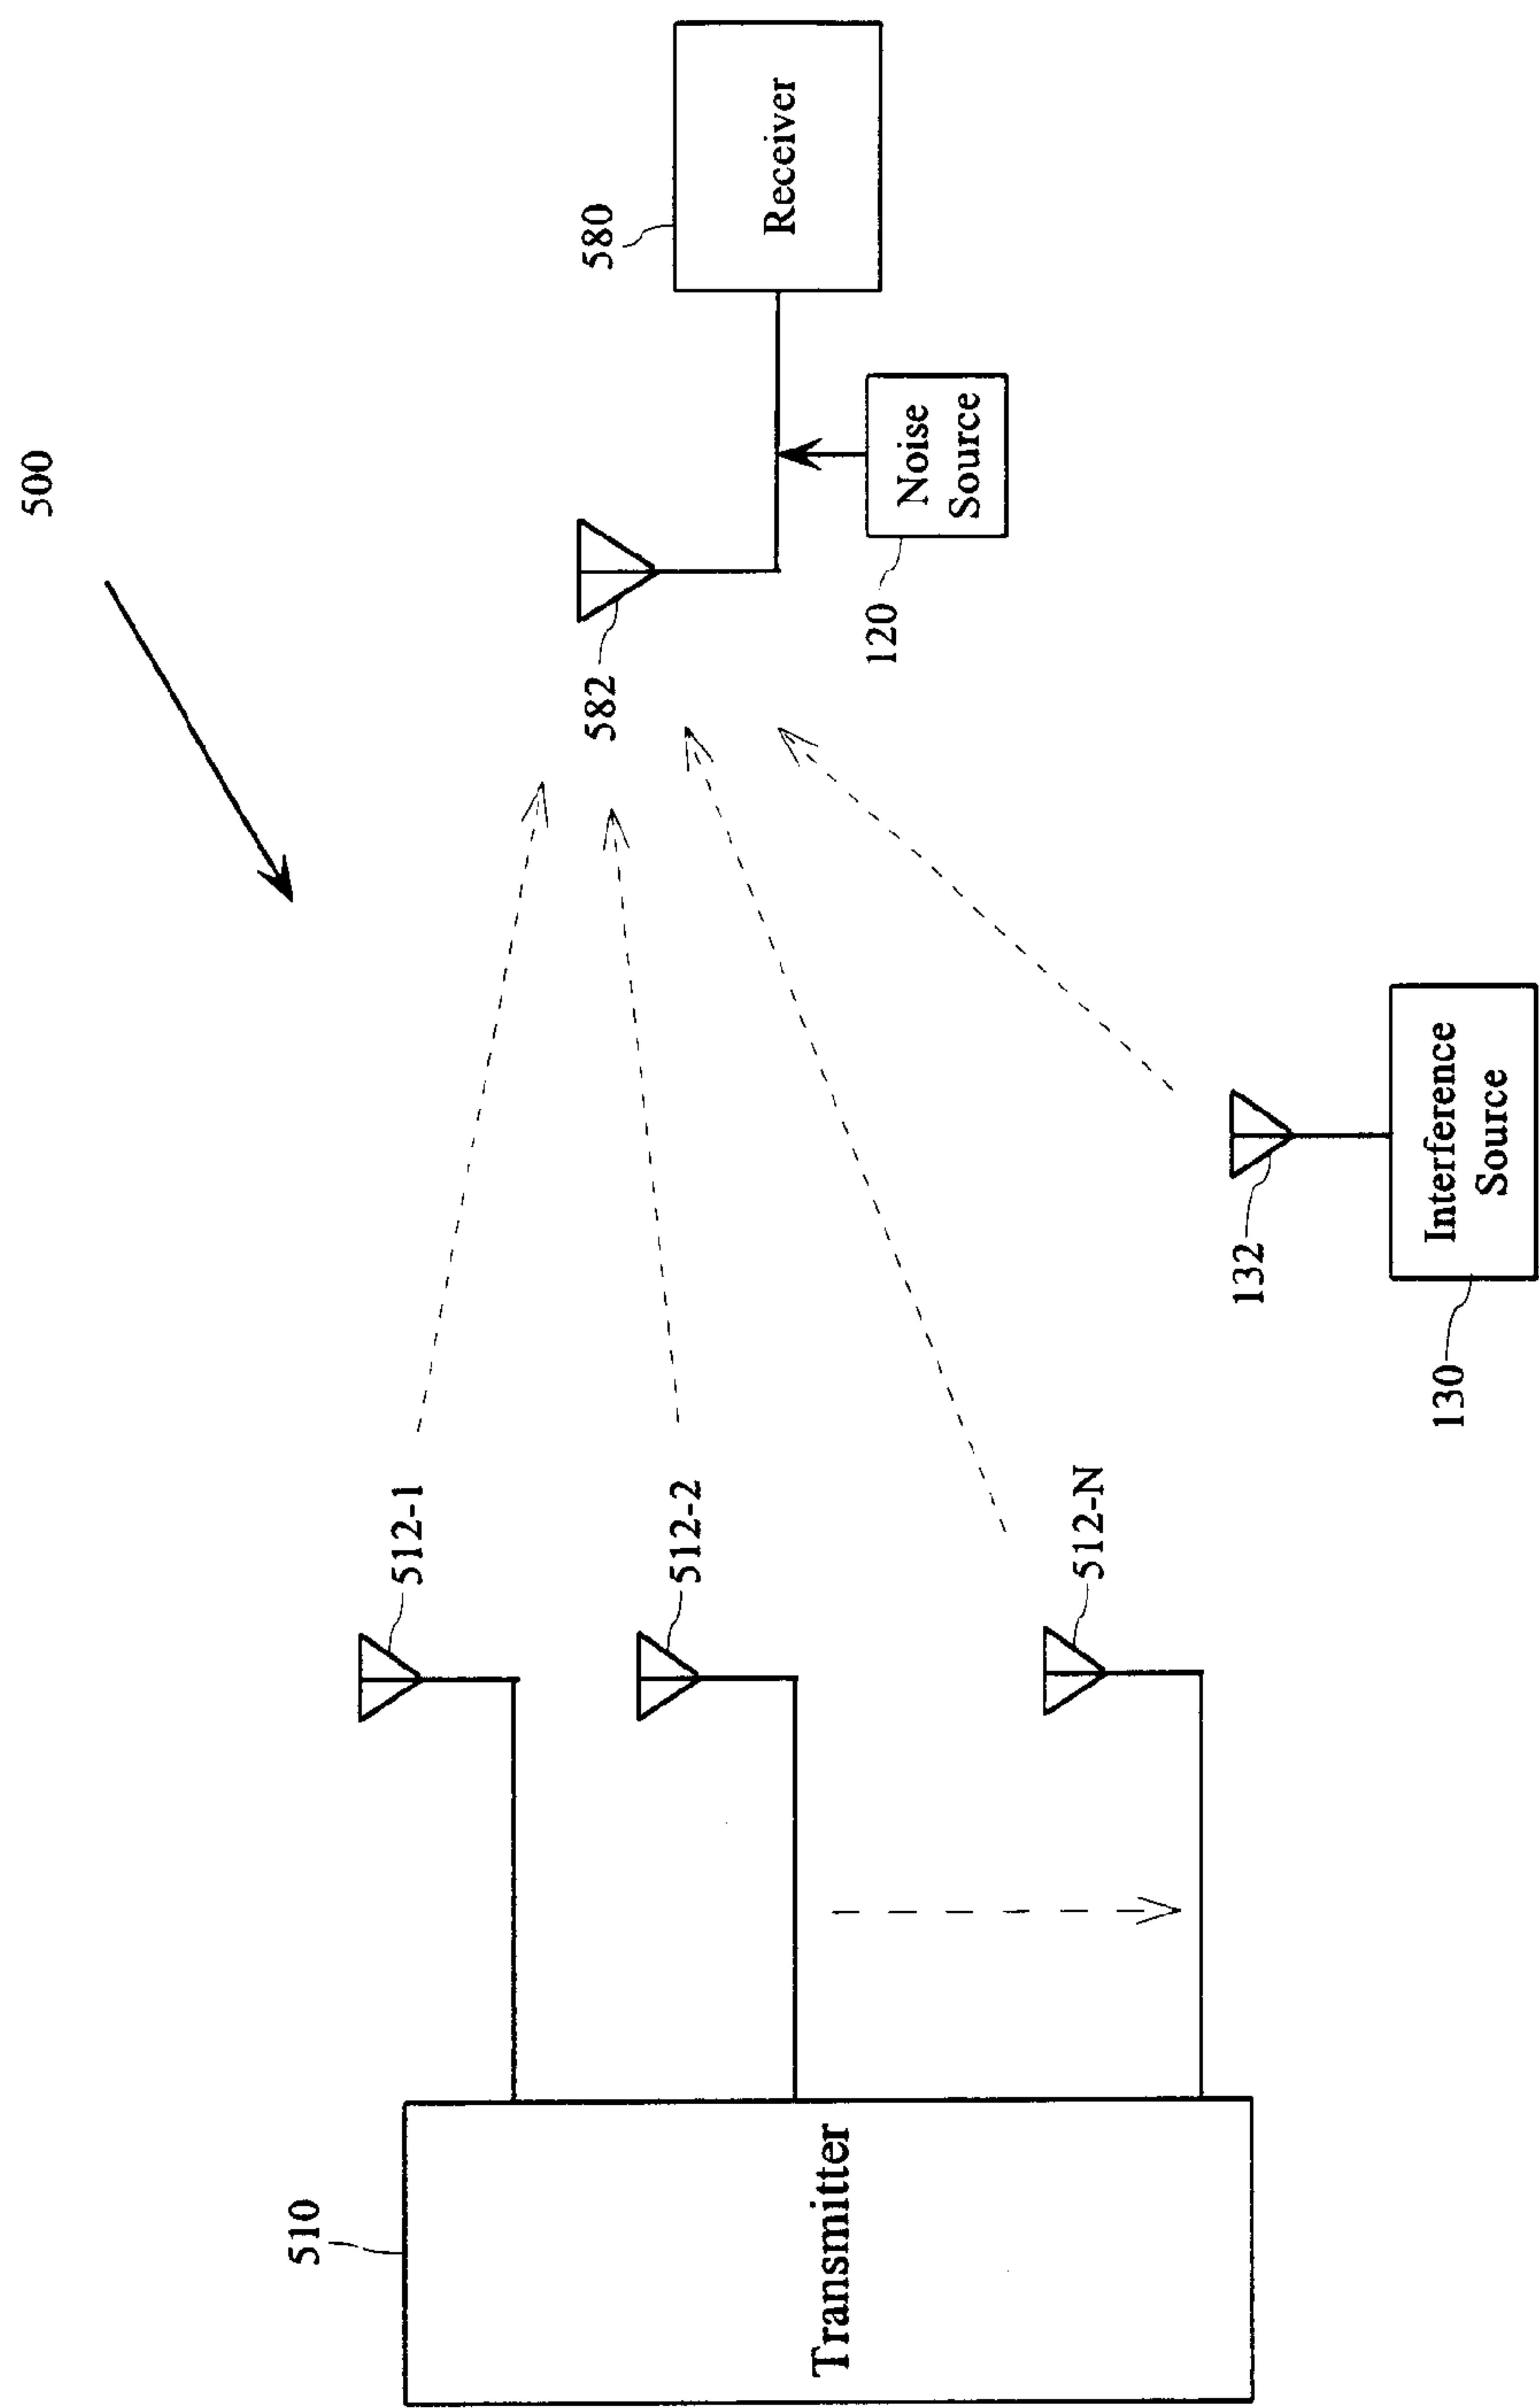 500
510
Transmitter
512-1
512-2
512-N
582
580
Receiver
120
Noise
Source
132
130
Interference
Source